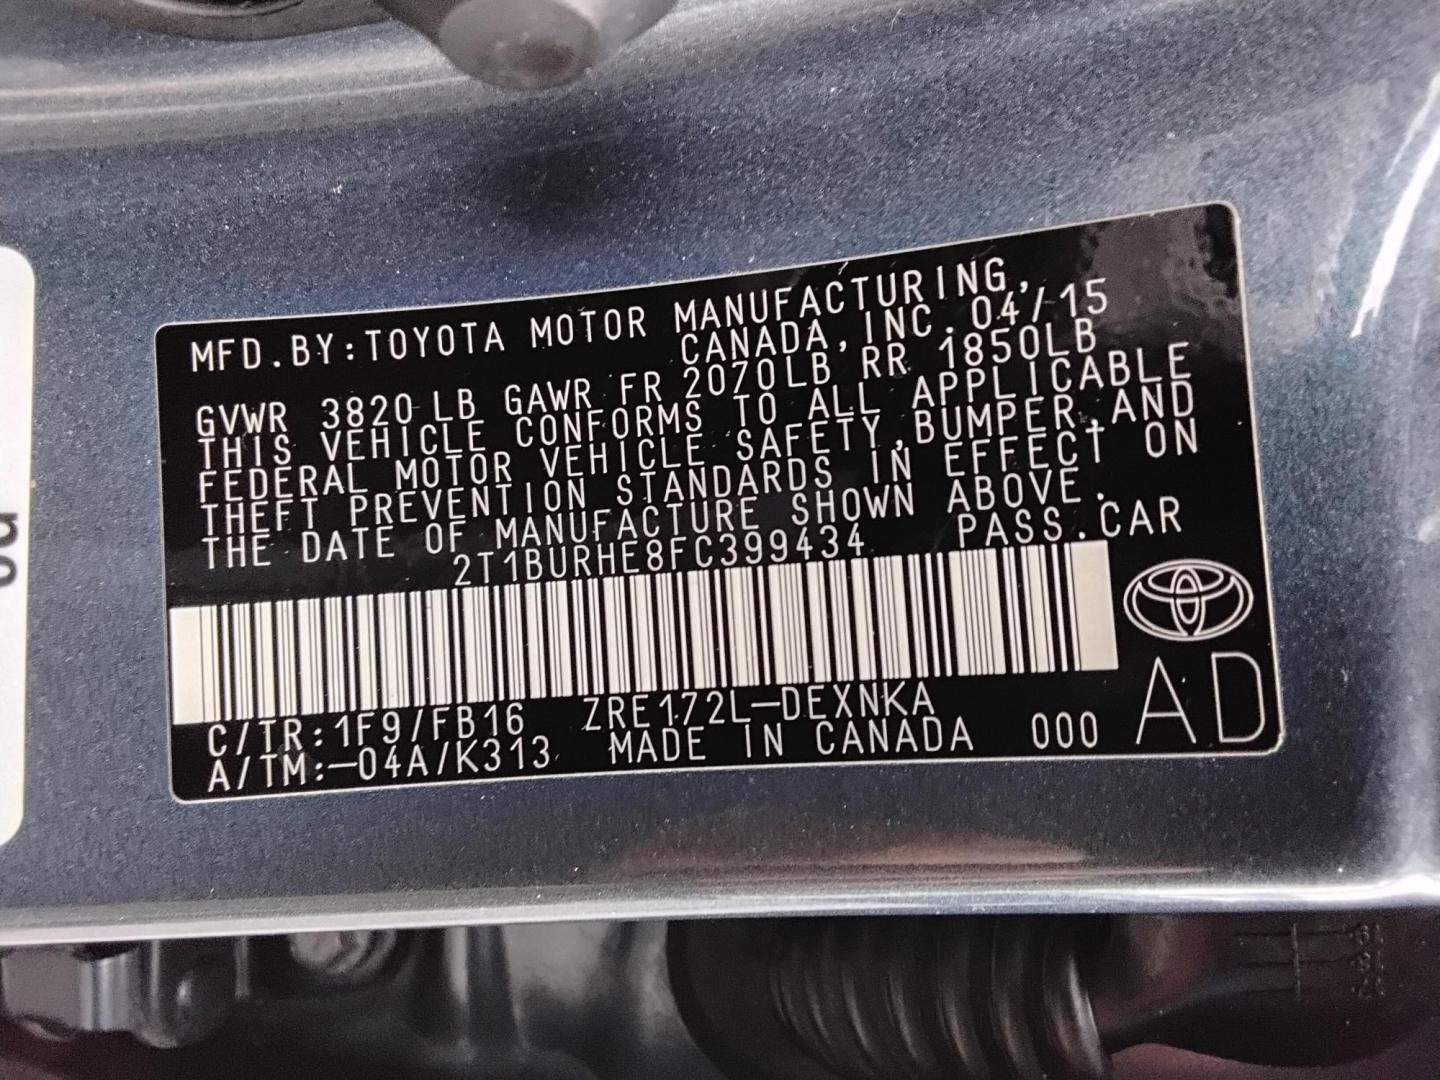 MFD.BY:TOYOTA MOTOR MANUFACTURING,
CANADA,INC. 04/15
GVWR 3820 LB GAWR FR 2070LB RR 1850LB
THIS VEHICLE CONFORMS TO ALL APPLICABLE
FEDERAL MOTOR VEHICLE SAFETY,BUMPER,AND
THEFT PREVENTION STANDARDS IN EFFECT ON
THE DATE OF MANUFACTURE SHOWN ABOVE.
2T1BURHE8FC399434 PASS.CAR
C/TR:1F9/FB16 ZRE172L-DEXNKA
A/TM:-04A/K313 MADE IN CANADA 000 AD